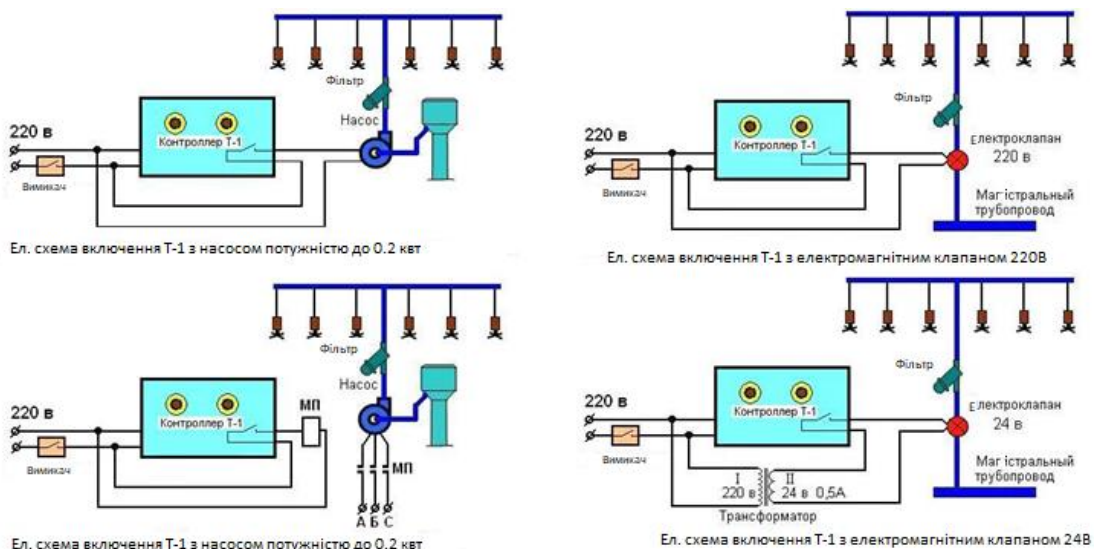 Фільтр
Насос
220 в
Контроллер Т-1
Вимикач
Ел. схема включення Т-1 з насосом потужністю до 0.2 квт
Фільтр
220 в
Контроллер Т-1
Електроклапан
220 в
Вимикач
Магістральный
трубопровод
Ел. схема включення Т-1 з електромагнітним клапаном 220В
Фільтр
Насос
220 в
Контроллер Т-1
МП
Вимикач
МП
А Б С
Ел. схема включення Т-1 з насосом потужністю до 0.2 квт
Фільтр
220 в
Контроллер Т-1
Електроклапан
24 в
Вимикач
I II
220 в 24 в 0,5А
Трансформатор
Магістральный
трубопровод
Ел. схема включення Т-1 з електромагнітним клапаном 24В